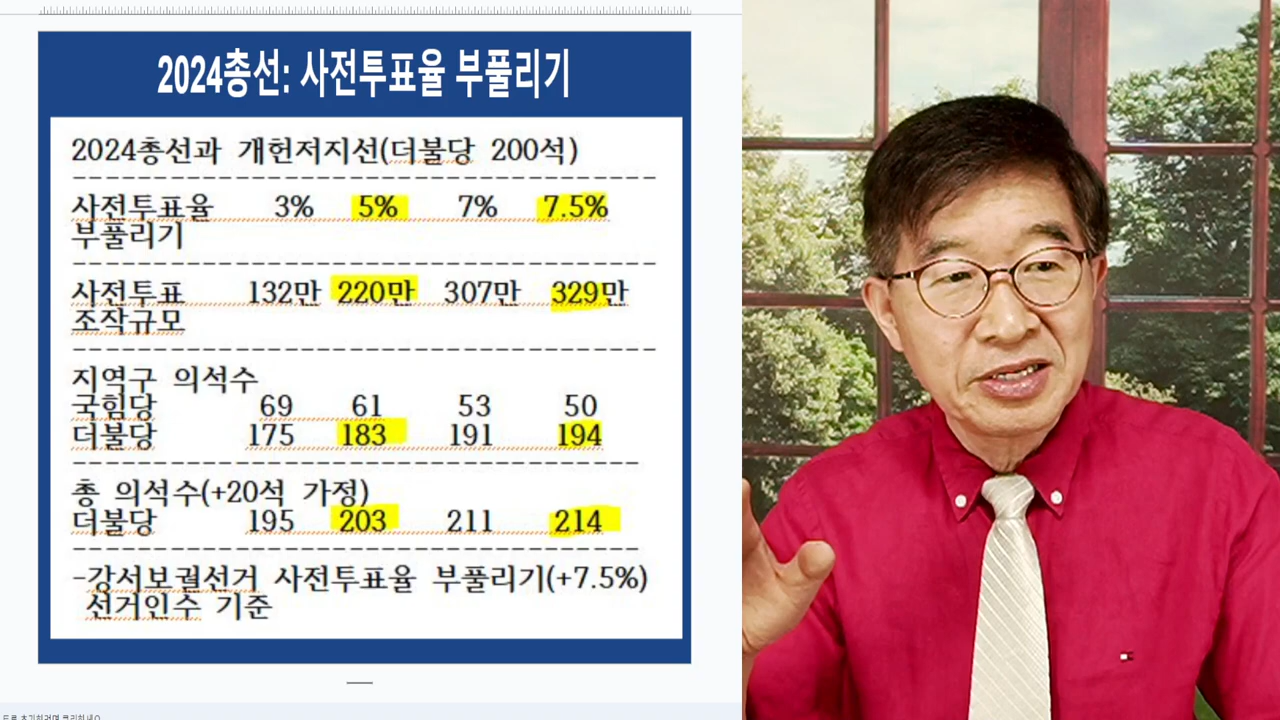 2024총선: 사전투표율 부풀리기
2024총선과 개헌저지선(더불당 200석)
사전투표율 3% 5% 7% 7.5%
부풀리기
사전투표 132만 220만 307만 329만
조작규모
지역구 의석수
국힘당 69 61 53 50
더불당 175 183 191 194
총 의석수(+20석 가정)
더불당 195 203 211 214
-강서보궐선거 사전투표율 부풀리기(+7.5%)
선거인수 기준